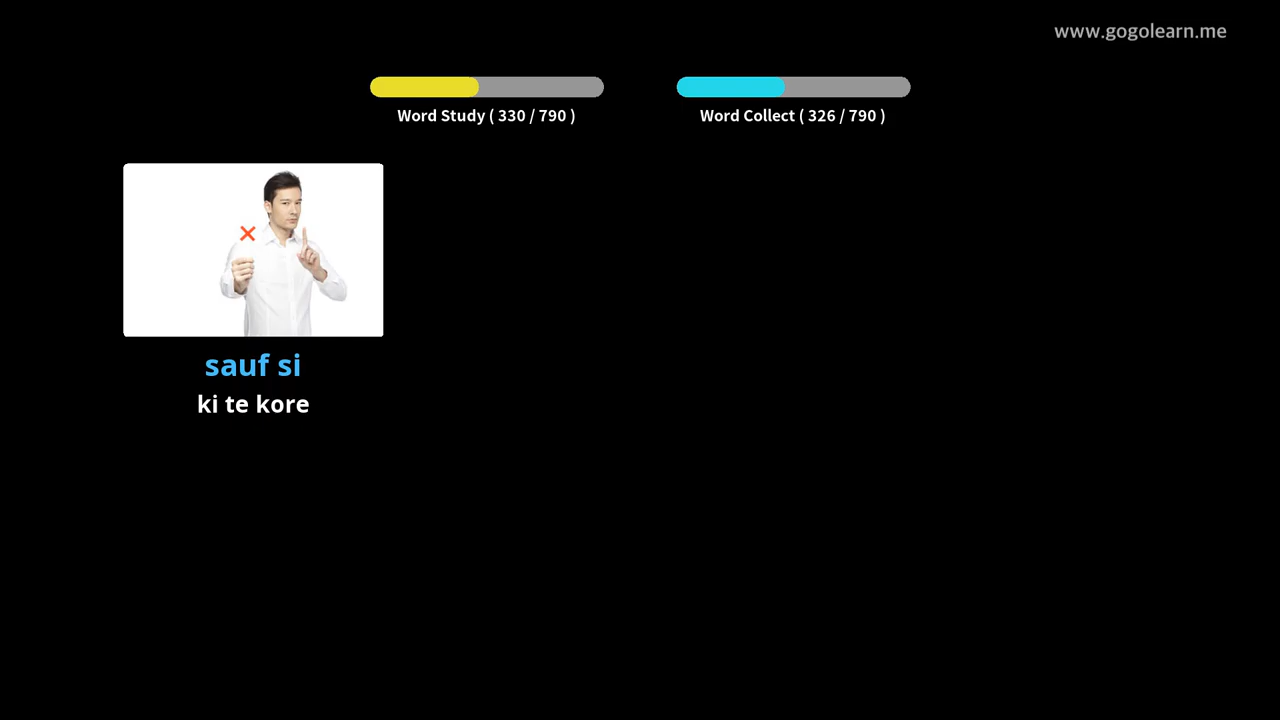 www.gogolearn.me
Word Study ( 330 / 790 )
Word Collect ( 326 / 790 )
sauf si
ki te kore